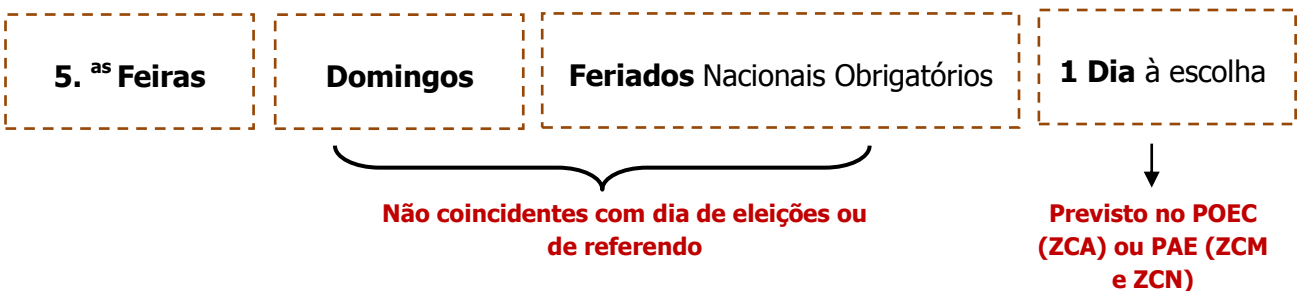 5. as Feiras
Domingos
Feriados Nacionais Obrigatórios
1 Dia à escolha
Não coincidentes com dia de eleições ou
de referendo
Previsto no POEC
(ZCA) ou PAE (ZCM
e ZCN)